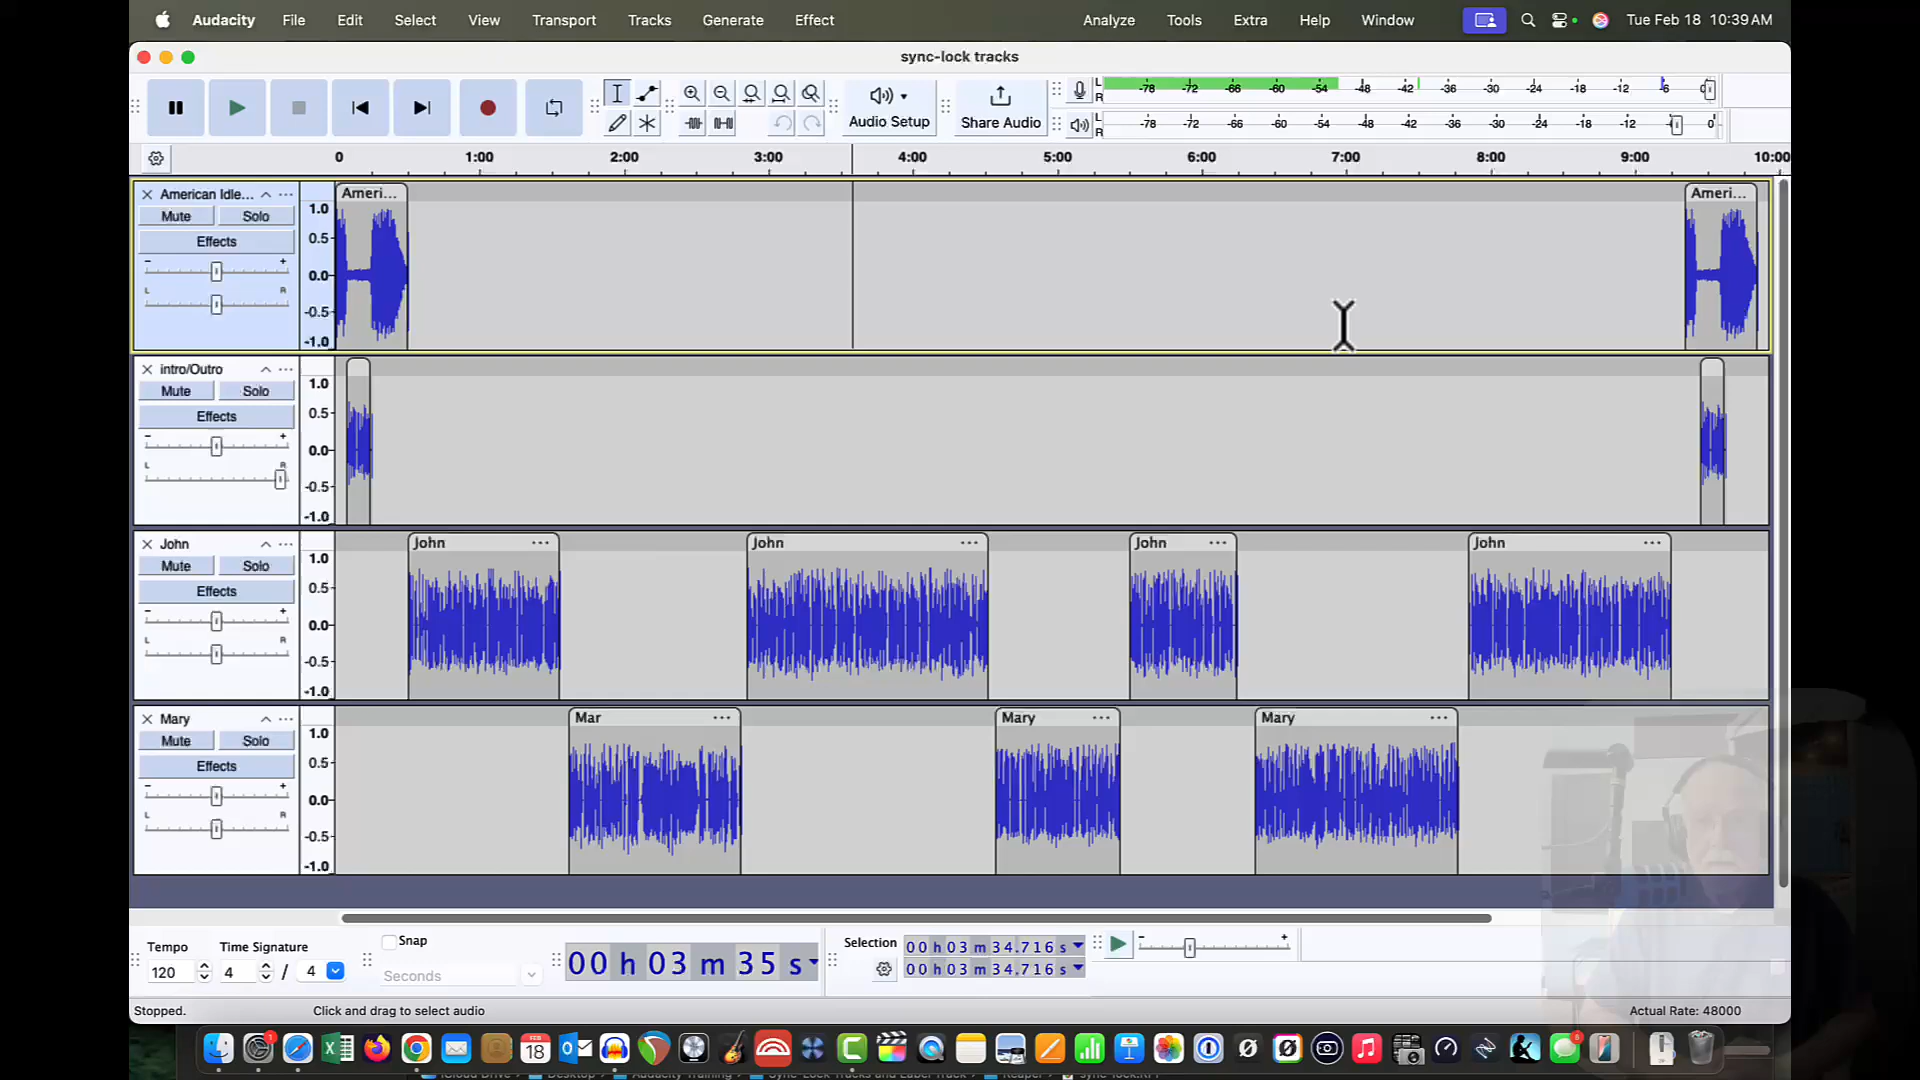 Audacity File Edit Select View Transport Tracks Generate Effect Analyze Tools Extra Help Window Tue Feb 18 10:39 AM
sync-lock tracks
Audio Setup
Share Audio
L
R
-78 -72 -66 -60 -54 -48 -42 -36 -30 -24 -18 -12 -6 0
L
R
-78 -72 -66 -60 -54 -48 -42 -36 -30 -24 -18 -12 0
0 1:00 2:00 3:00 4:00 5:00 6:00 7:00 8:00 9:00 10:00
American Idle...
Mute Solo
Effects
- +
L R
1.0
0.5
0.0
-0.5
-1.0
Ameri...
Ameri...
intro/Outro
Mute Solo
Effects
- +
L R
1.0
0.5
0.0
-0.5
-1.0
John
Mute Solo
Effects
- +
L R
1.0
0.5
0.0
-0.5
-1.0
John John John John
Mary
Mute Solo
Effects
- +
L R
1.0
0.5
0.0
-0.5
-1.0
Mar Mary Mary
Tempo
120
Time Signature
4 / 4
Snap
Seconds
00 h 03 m 35 s
Selection
00 h 03 m 34.716 s
00 h 03 m 34.716 s
- +
Stopped.
Click and drag to select audio
Actual Rate: 48000
FEB
18